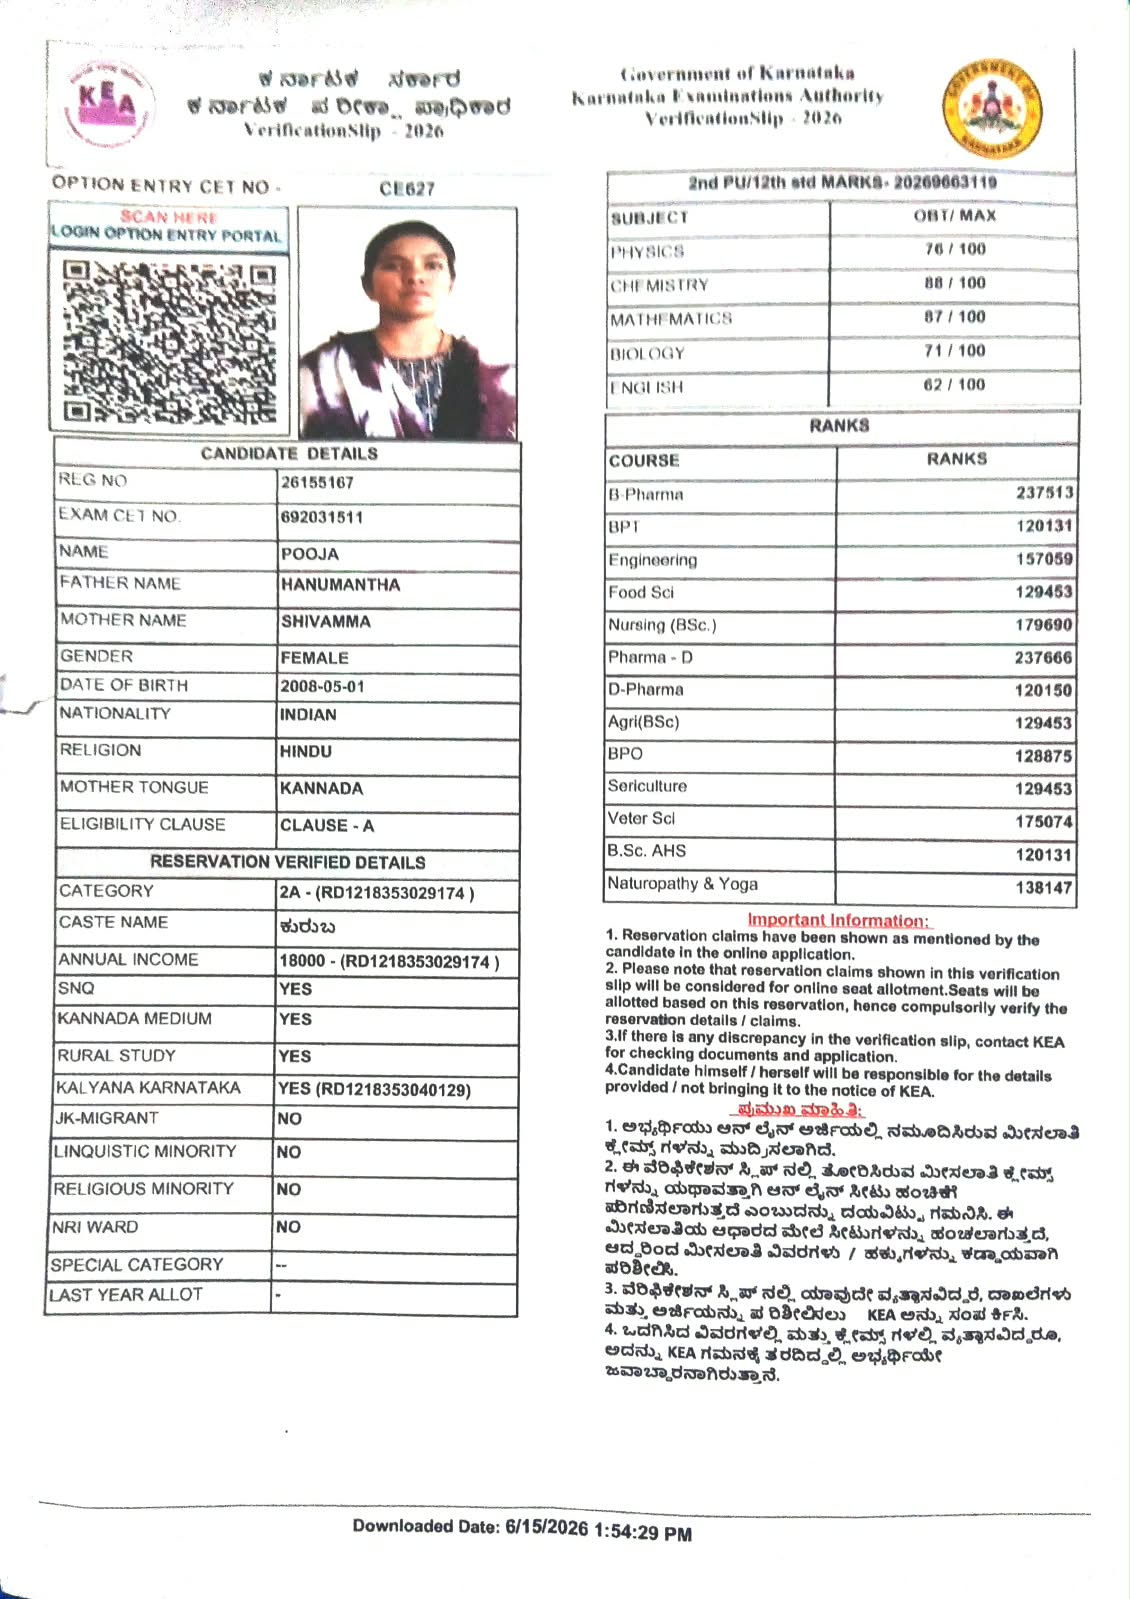 KEA
ಕರ್ನಾಟಕ ಸರ್ಕಾರ
ಕರ್ನಾಟಕ ಪರೀಕ್ಷಾ ಪ್ರಾಧಿಕಾರ
VerificationSlip - 2026
Government of Karnataka
Karnataka Examinations Authority
VerificationSlip - 2026
GOVERNMENT OF KARNATAKA
OPTION ENTRY CET NO - CE627
SCAN HERE
LOGIN OPTION ENTRY PORTAL
CANDIDATE DETAILS
REG NO 26155167
EXAM CET NO. 692031511
NAME POOJA
FATHER NAME HANUMANTHA
MOTHER NAME SHIVAMMA
GENDER FEMALE
DATE OF BIRTH 2008-05-01
NATIONALITY INDIAN
RELIGION HINDU
MOTHER TONGUE KANNADA
ELIGIBILITY CLAUSE CLAUSE - A
RESERVATION VERIFIED DETAILS
CATEGORY 2A - (RD1218353029174 )
CASTE NAME ಕುರುಬ
ANNUAL INCOME 18000 - (RD1218353029174 )
SNQ YES
KANNADA MEDIUM YES
RURAL STUDY YES
KALYANA KARNATAKA YES (RD1218353040129)
JK-MIGRANT NO
LINQUISTIC MINORITY NO
RELIGIOUS MINORITY NO
NRI WARD NO
SPECIAL CATEGORY --
LAST YEAR ALLOT -
2nd PU/12th std MARKS- 20269663119
SUBJECT OBT/ MAX
PHYSICS 76 / 100
CHEMISTRY 88 / 100
MATHEMATICS 87 / 100
BIOLOGY 71 / 100
ENGLISH 62 / 100
RANKS
COURSE RANKS
B-Pharma 237513
BPT 120131
Engineering 157059
Food Sci 129453
Nursing (BSc.) 179690
Pharma - D 237666
D-Pharma 120150
Agri(BSc) 129453
BPO 128875
Sericulture 129453
Veter Sci 175074
B.Sc. AHS 120131
Naturopathy & Yoga 138147
Important Information:
1. Reservation claims have been shown as mentioned by the
candidate in the online application.
2. Please note that reservation claims shown in this verification
slip will be considered for online seat allotment.Seats will be
allotted based on this reservation, hence compulsorily verify the
reservation details / claims.
3.If there is any discrepancy in the verification slip, contact KEA
for checking documents and application.
4.Candidate himself / herself will be responsible for the details
provided / not bringing it to the notice of KEA.
ಪ್ರಮುಖ ಮಾಹಿತಿ:
1. ಅಭ್ಯರ್ಥಿಯು ಆನ್ ಲೈನ್ ಅರ್ಜಿಯಲ್ಲಿ ನಮೂದಿಸಿರುವ ಮೀಸಲಾತಿ
ಕ್ಲೇಮ್ಸ್ ಗಳನ್ನು ಮುದ್ರಿಸಲಾಗಿದೆ.
2. ಈ ವೆರಿಫಿಕೇಶನ್ ಸ್ಲಿಪ್ ನಲ್ಲಿ ತೋರಿಸಿರುವ ಮೀಸಲಾತಿ ಕ್ಲೇಮ್ಸ್
ಗಳನ್ನು ಯಥಾವತ್ತಾಗಿ ಆನ್ ಲೈನ್ ಸೀಟು ಹಂಚಿಕೆಗೆ
ಪರಿಗಣಿಸಲಾಗುತ್ತದೆ ಎಂಬುದನ್ನು ದಯವಿಟ್ಟು ಗಮನಿಸಿ. ಈ
ಮೀಸಲಾತಿಯ ಆಧಾರದ ಮೇಲೆ ಸೀಟುಗಳನ್ನು ಹಂಚಲಾಗುತ್ತದೆ,
ಆದ್ದರಿಂದ ಮೀಸಲಾತಿ ವಿವರಗಳು / ಹಕ್ಕುಗಳನ್ನು ಕಡ್ಡಾಯವಾಗಿ
ಪರಿಶೀಲಿಸಿ.
3. ವೆರಿಫಿಕೇಶನ್ ಸ್ಲಿಪ್ ನಲ್ಲಿ ಯಾವುದೇ ವ್ಯತ್ಯಾಸವಿದ್ದರೆ, ದಾಖಲೆಗಳು
ಮತ್ತು ಅರ್ಜಿಯನ್ನು ಪರಿಶೀಲಿಸಲು KEA ಅನ್ನು ಸಂಪರ್ಕಿಸಿ.
4. ಒದಗಿಸಿದ ವಿವರಗಳಲ್ಲಿ ಮತ್ತು ಕ್ಲೇಮ್ಸ್ ಗಳಲ್ಲಿ ವ್ಯತ್ಯಾಸವಿದ್ದರೂ,
ಅದನ್ನು KEA ಗಮನಕ್ಕೆ ತರದಿದ್ದಲ್ಲಿ ಅಭ್ಯರ್ಥಿಯೇ
ಜವಾಬ್ದಾರನಾಗಿರುತ್ತಾನೆ.
Downloaded Date: 6/15/2026 1:54:29 PM